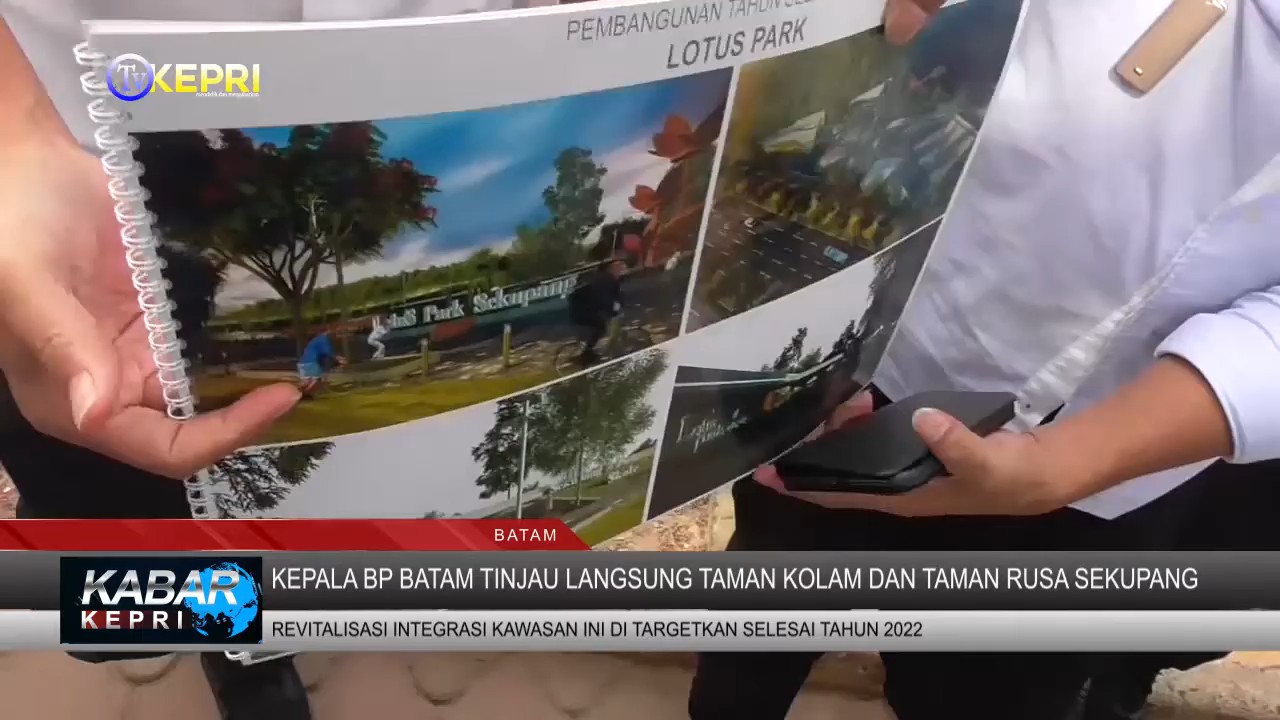 PEMBANGUNAN TAHUN
LOTUS PARK
Tv KEPRI
Park Sekupang
BATAM
KEPALA BP BATAM TINJAU LANGSUNG TAMAN KOLAM DAN TAMAN RUSA SEKUPANG
KABAR
KEPRI
REVITALISASI INTEGRASI KAWASAN INI DI TARGETKAN SELESAI TAHUN 2022